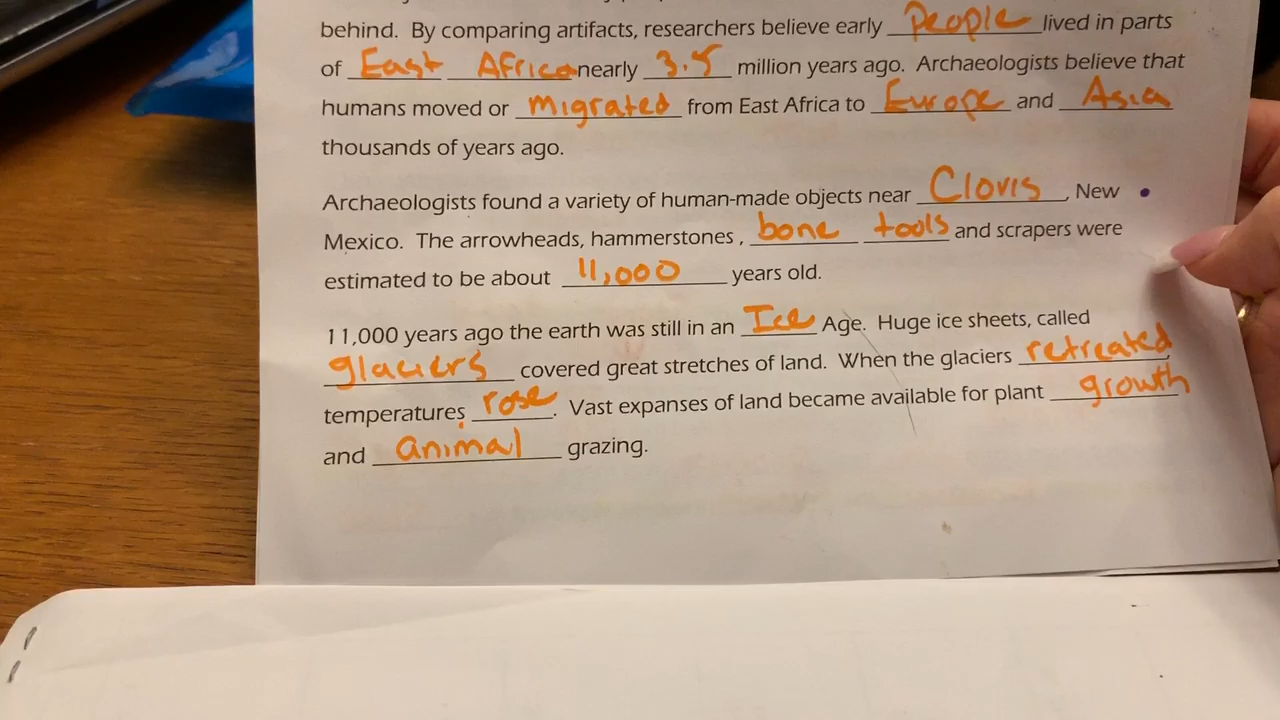 behind. By comparing artifacts, researchers believe early People lived in parts
of East Africa nearly 3.5 million years ago. Archaeologists believe that
humans moved or migrated from East Africa to Europe and Asia
thousands of years ago.
Archaeologists found a variety of human-made objects near Clovis, New
Mexico. The arrowheads, hammerstones, bone tools and scrapers were
estimated to be about 11,000 years old.
11,000 years ago the earth was still in an Ice Age. Huge ice sheets, called
glaciers covered great stretches of land. When the glaciers retreated,
temperatures rose. Vast expanses of land became available for plant growth
and animal grazing.